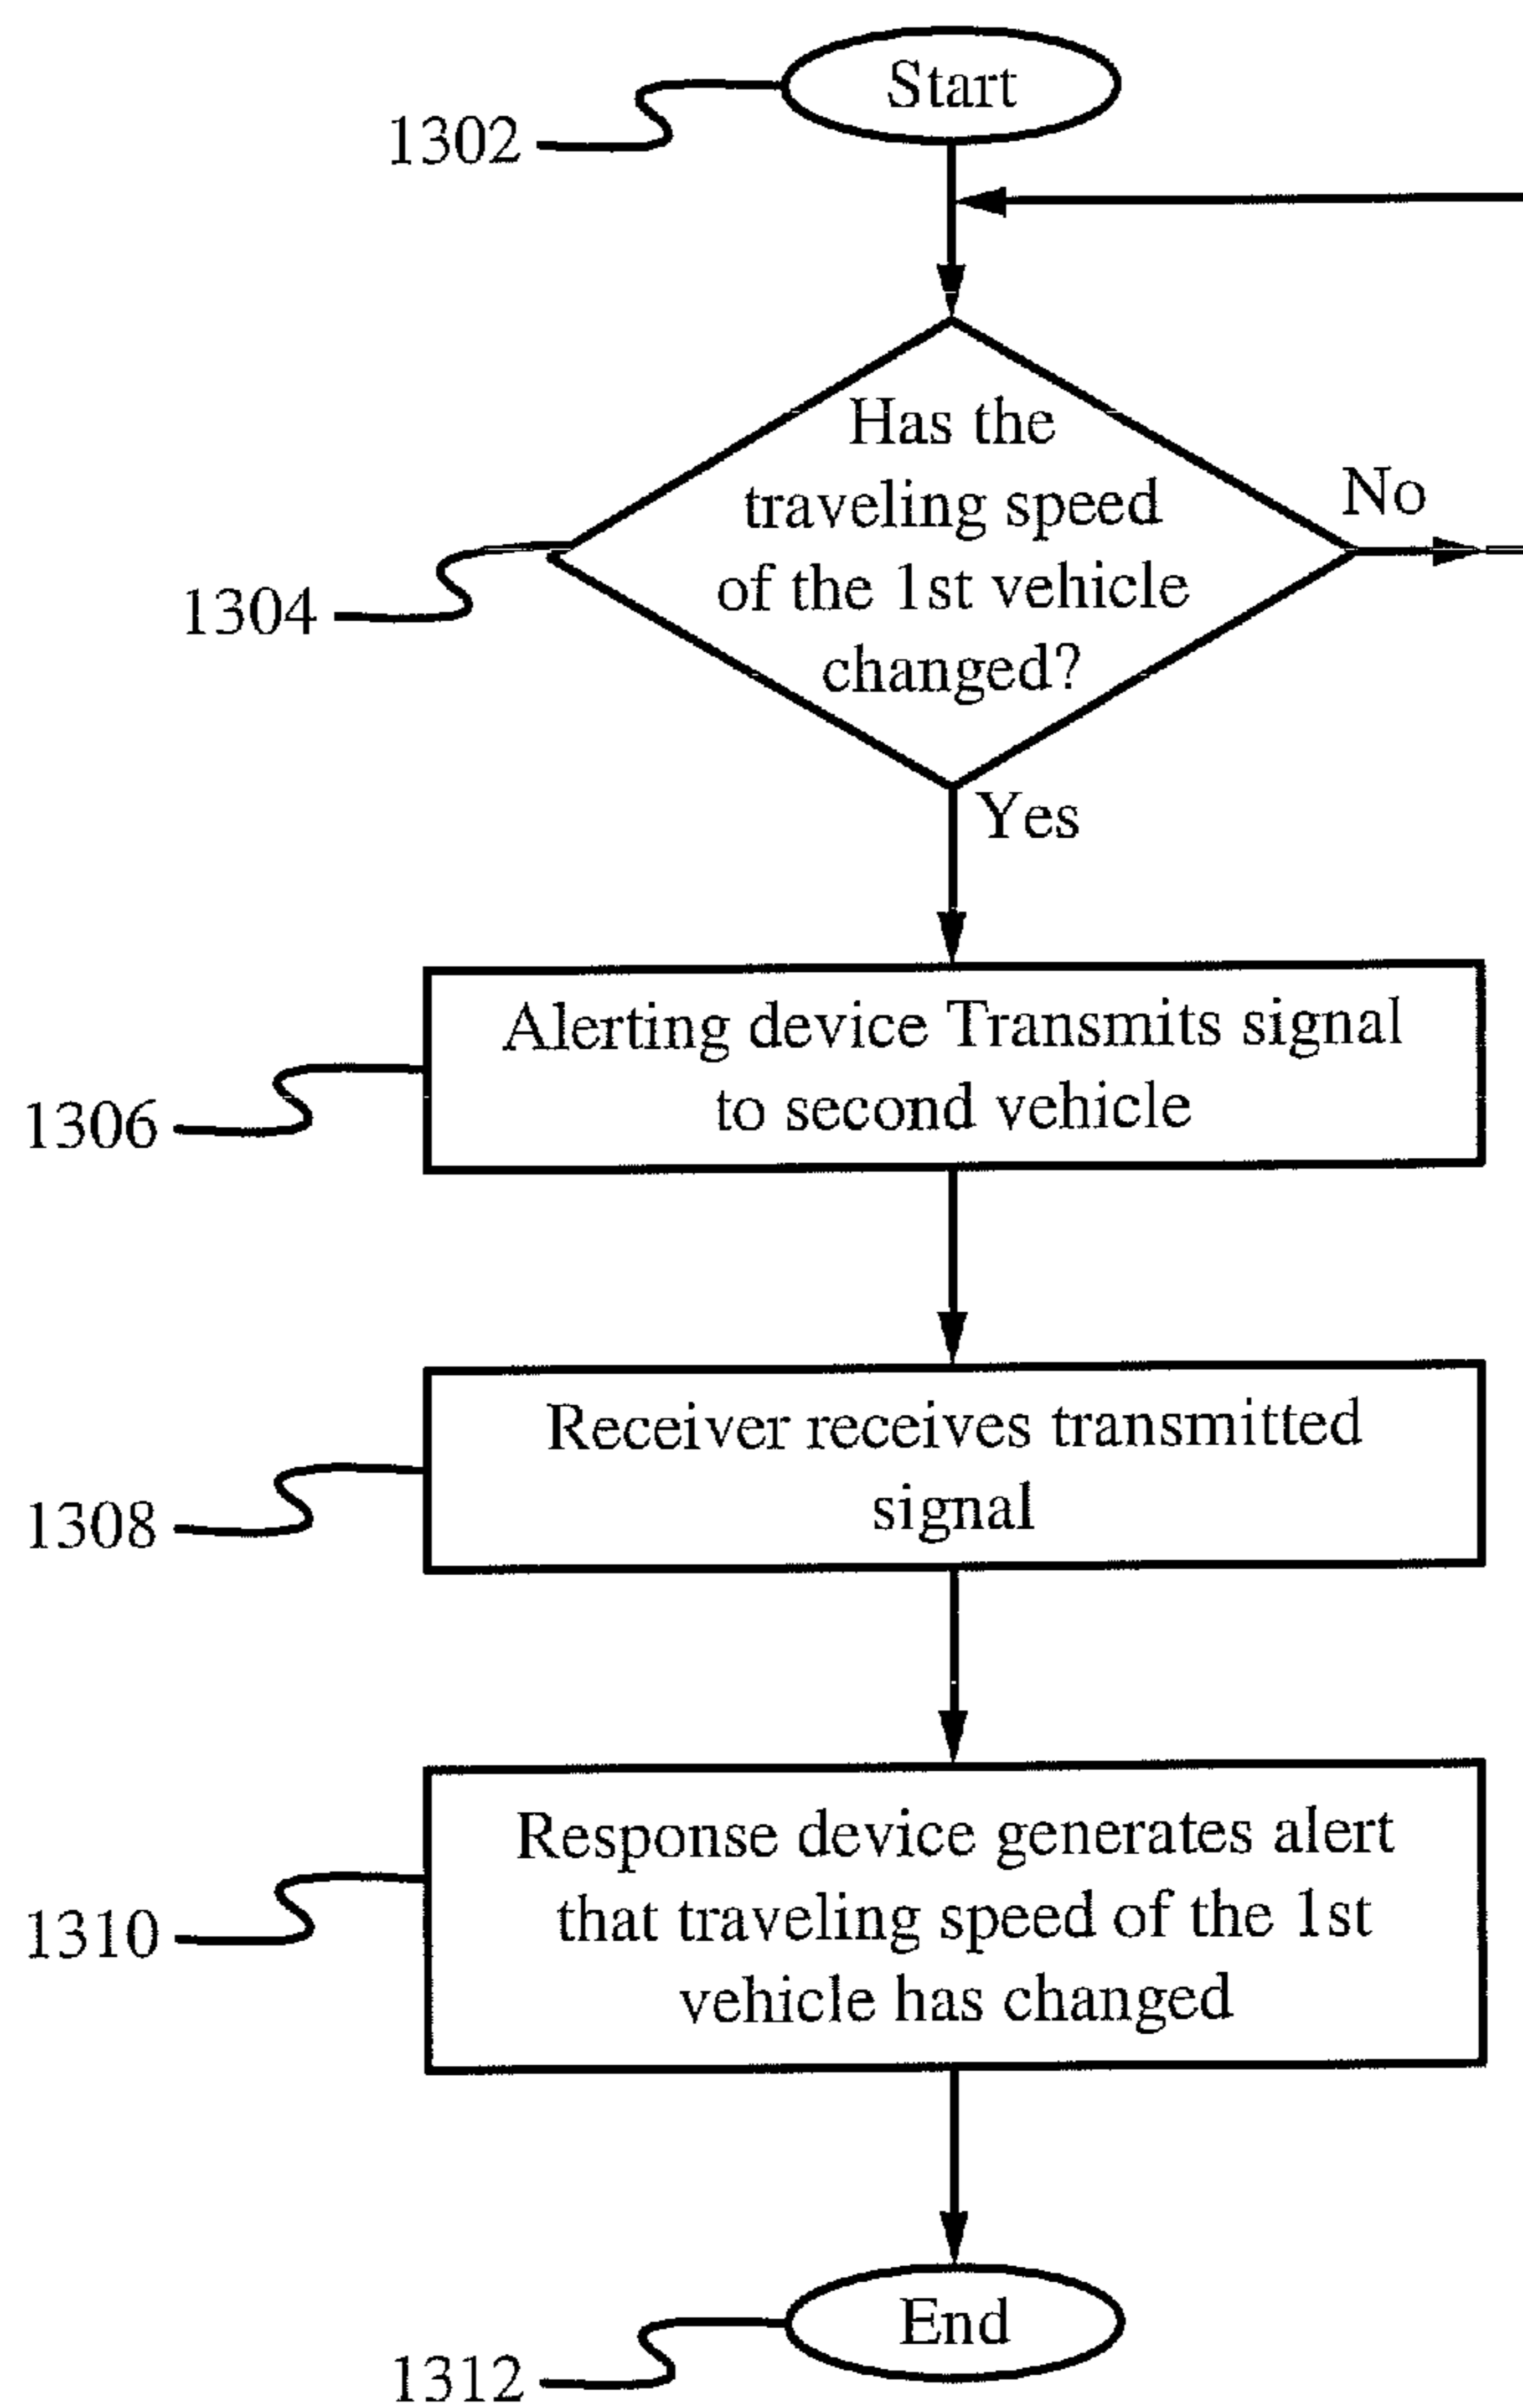 Start
1302
Has the
traveling speed
of the 1st vehicle
changed?
No
1304
Yes
Alerting device Transmits signal
to second vehicle
1306
Receiver receives transmitted
signal
1308
Response device generates alert
that traveling speed of the 1st
vehicle has changed
1310
End
1312